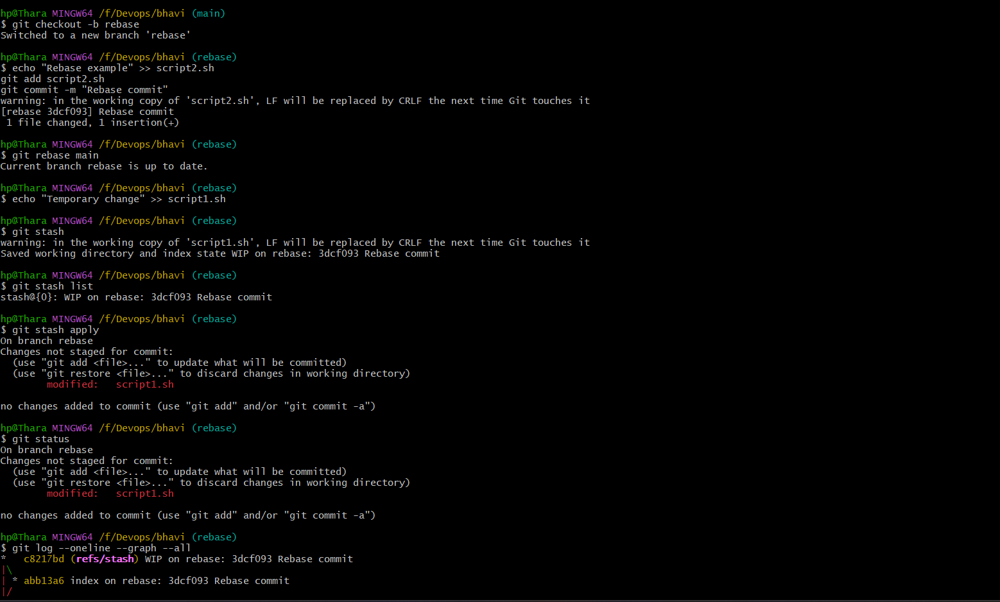 hp@Thara MINGW64 /f/Devops/bhavi (main)
$ git checkout -b rebase
Switched to a new branch 'rebase'
hp@Thara MINGW64 /f/Devops/bhavi (rebase)
$ echo "Rebase example" >> script2.sh
git add script2.sh
git commit -m "Rebase commit"
warning: in the working copy of 'script2.sh', LF will be replaced by CRLF the next time Git touches it
[rebase 3dcf093] Rebase commit
 1 file changed, 1 insertion(+)
hp@Thara MINGW64 /f/Devops/bhavi (rebase)
$ git rebase main
Current branch rebase is up to date.
hp@Thara MINGW64 /f/Devops/bhavi (rebase)
$ echo "Temporary change" >> script1.sh
hp@Thara MINGW64 /f/Devops/bhavi (rebase)
$ git stash
warning: in the working copy of 'script1.sh', LF will be replaced by CRLF the next time Git touches it
Saved working directory and index state WIP on rebase: 3dcf093 Rebase commit
hp@Thara MINGW64 /f/Devops/bhavi (rebase)
$ git stash list
stash@{0}: WIP on rebase: 3dcf093 Rebase commit
hp@Thara MINGW64 /f/Devops/bhavi (rebase)
$ git stash apply
On branch rebase
Changes not staged for commit:
  (use "git add <file>..." to update what will be committed)
  (use "git restore <file>..." to discard changes in working directory)
        modified:   script1.sh
no changes added to commit (use "git add" and/or "git commit -a")
hp@Thara MINGW64 /f/Devops/bhavi (rebase)
$ git status
On branch rebase
Changes not staged for commit:
  (use "git add <file>..." to update what will be committed)
  (use "git restore <file>..." to discard changes in working directory)
        modified:   script1.sh
no changes added to commit (use "git add" and/or "git commit -a")
hp@Thara MINGW64 /f/Devops/bhavi (rebase)
$ git log --oneline --graph --all
*   c8217bd (refs/stash) WIP on rebase: 3dcf093 Rebase commit
|\
| * abb13a6 index on rebase: 3dcf093 Rebase commit
|/